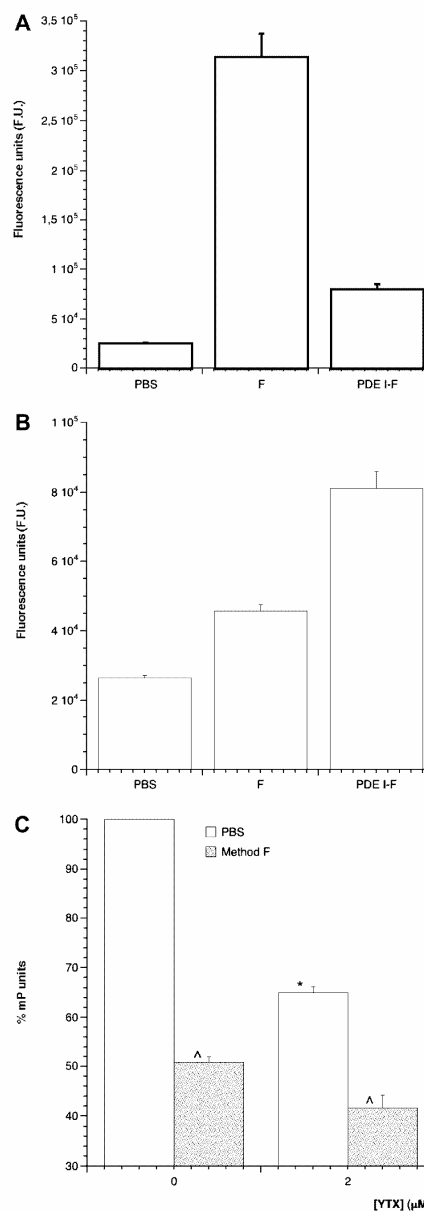 A
Fluorescence units (F.U.)
3,5 10⁵
3 10⁵
2,5 10⁵
2 10⁵
1,5 10⁵
1 10⁵
5 10⁴
0
PBS F PDE I-F
B
Fluorescence units (F.U.)
1 10⁵
8 10⁴
6 10⁴
4 10⁴
2 10⁴
0
PBS F PDE I-F
C
% mP units
100
90
80
70
60
50
40
30
PBS
Method F
^
*
^
0 2
[YTX] (µM